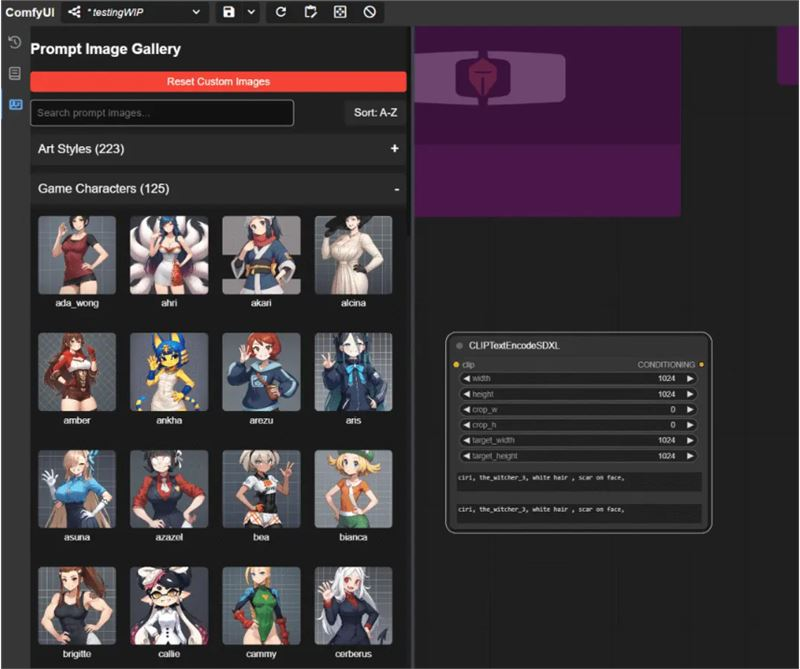 ComfyUI
* testingWIP
Prompt Image Gallery
Reset Custom Images
Search prompt images...
Sort: A-Z
Art Styles (223) +
Game Characters (125) -
ada_wong ahri akari alcina
amber ankha arezu aris
asuna azazel bea bianca
brigitte callie cammy cerberus
CLIPTextEncodeSDXL
clip CONDITIONING
width 1024
height 1024
crop_w 0
crop_h 0
target_width 1024
target_height 1024
ciri, the_witcher_3, white hair , scar on face,
ciri, the_witcher_3, white hair , scar on face,